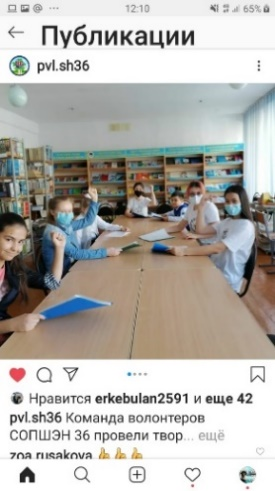 12:10
65%
Публикации
pvl.sh36
Нравится erkebulan2591 и еще 42
pvl.sh36 Команда волонтеров
СОПШЭН 36 провели твор... ещё
zoa.rusakova